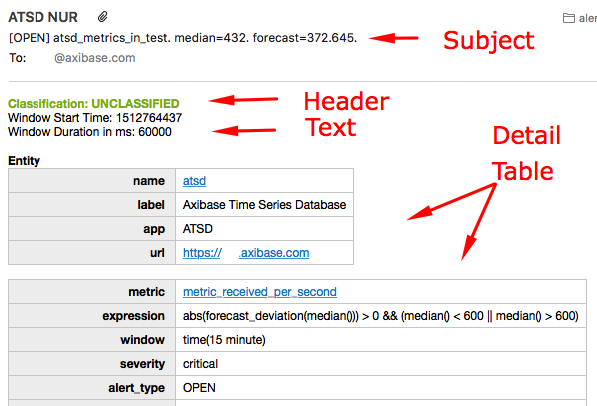 ATSD NUR
aler
[OPEN] atsd_metrics_in_test. median=432. forecast=372.645.
Subject
To: @axibase.com
Classification: UNCLASSIFIED
Header
Window Start Time: 1512764437
Text
Window Duration in ms: 60000
Detail
Table
Entity
name atsd
label Axibase Time Series Database
app ATSD
url https:// .axibase.com
metric metric_received_per_second
expression abs(forecast_deviation(median())) > 0 && (median() < 600 || median() > 600)
window time(15 minute)
severity critical
alert_type OPEN